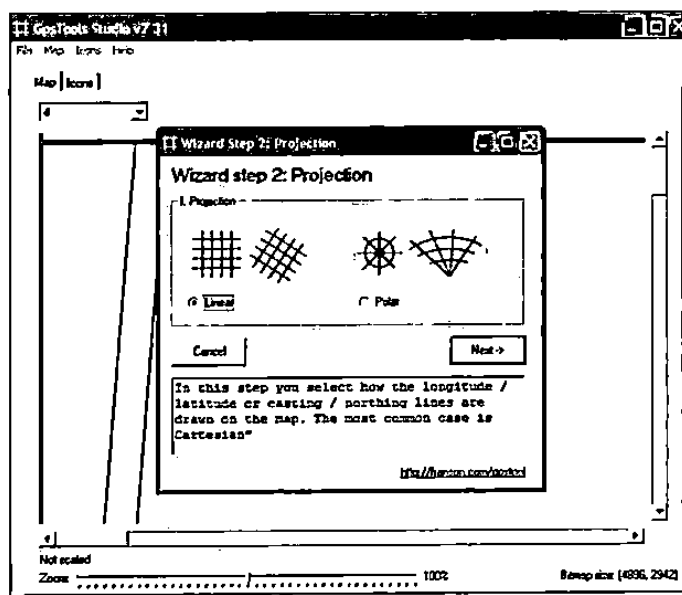 GpsTools Studio v2.31
File Map Icons Help
Map Icons
4
Wizard Step 2: Projection
Wizard step 2: Projection
1. Projection
Linear Polar
Cancel Next ->
In this step you select how the longitude /
latitude or easting / northing lines are
drawn on the map. The most common case is
Cartesian"
Not scaled
Zoom: 100% Bitmap size: (4896, 2942)